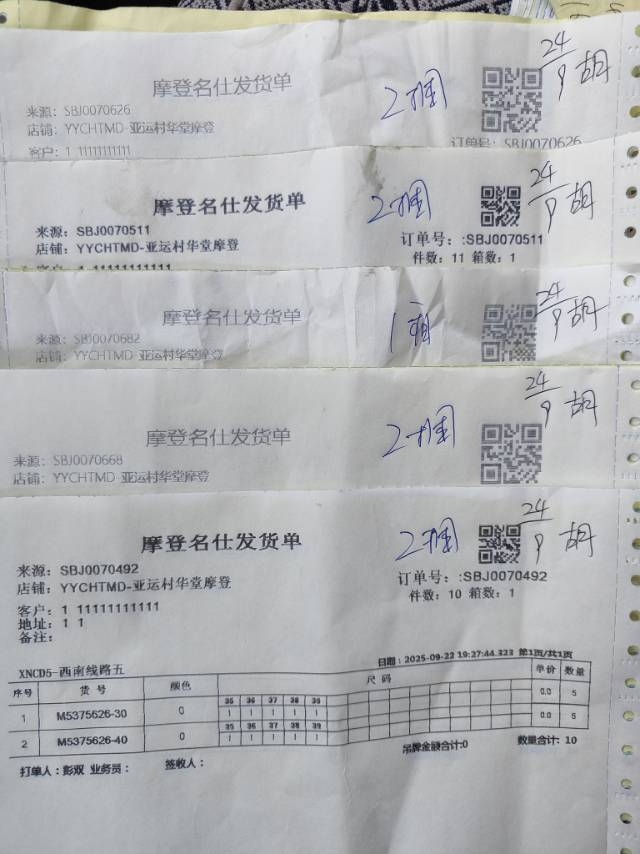 摩登名仕发货单
2捆
24/9 胡
来源：SBJ0070626
店铺：YYCHTMD-亚运村华堂摩登
客户：1 11111111111
订单号：SBJ0070626
摩登名仕发货单
2捆
24/9 胡
来源：SBJ0070511
店铺：YYCHTMD-亚运村华堂摩登
订单号：:SBJ0070511
件数：11 箱数：1
客户：1 11111111111
摩登名仕发货单
1箱
24/9 胡
来源：SBJ0070682
店铺：YYCHTMD-亚运村华堂摩登
摩登名仕发货单
2捆
24/9 胡
来源：SBJ0070668
店铺：YYCHTMD-亚运村华堂摩登
摩登名仕发货单
2捆
24/9 胡
来源：SBJ0070492
店铺：YYCHTMD-亚运村华堂摩登
订单号：:SBJ0070492
件数：10 箱数：1
客户：1 11111111111
地址：1 1
备注：
XNCD5-西南线路五
日期：2025-09-22 19:27:44.323 第1页/共1页
序号 货号 颜色 尺码 单价 数量
35 36 37 38 39
1 M5375626-30 0 1 1 1 1 1 0.0 5
35 36 37 38 39
2 M5375626-40 0 1 1 1 1 1 0.0 5
吊牌金额合计:0 数量合计: 10
打单人：彭双 业务员： 签收人：